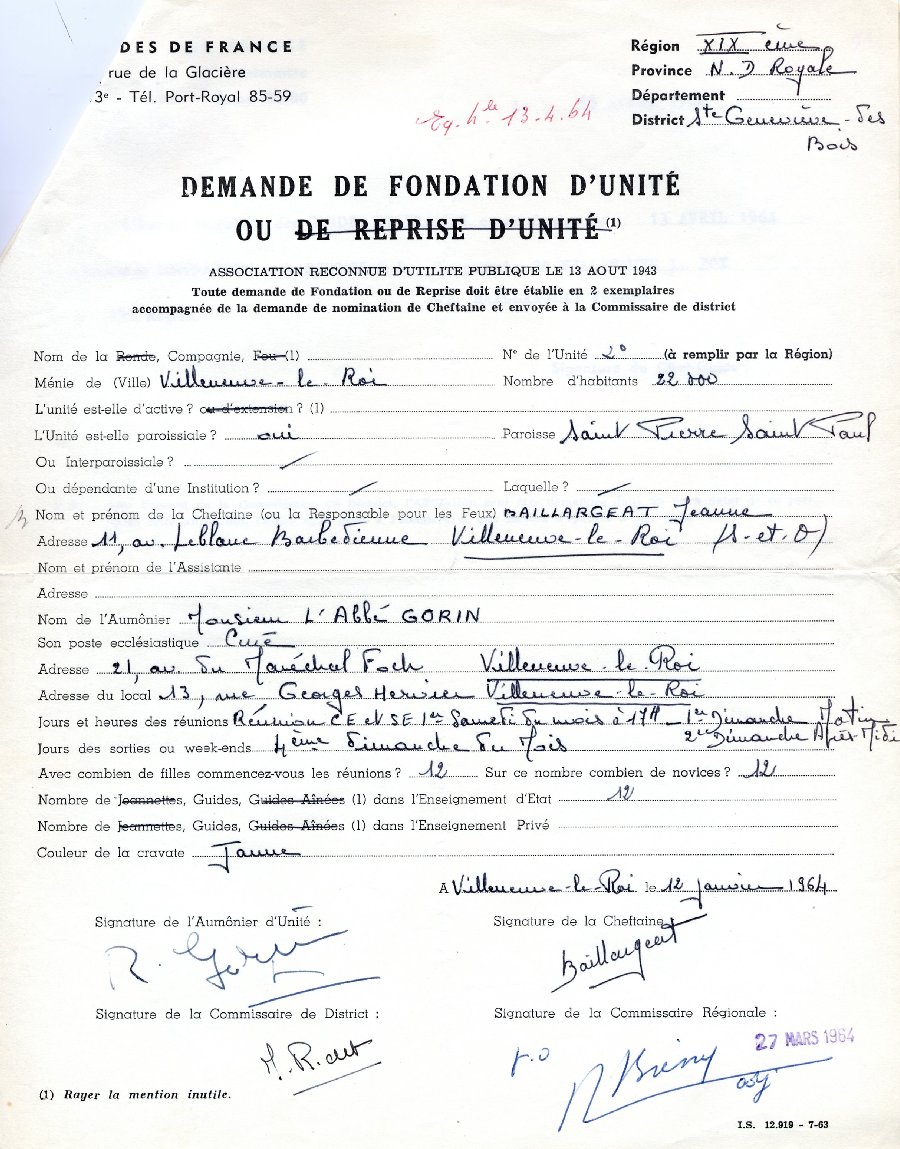 DES DE FRANCE
rue de la Glacière
3e - Tél. Port-Royal 85-59
Région XIXème
Province N. D Royale
Département
District Ste Geneviève-des
Bois
13.4.64
DEMANDE DE FONDATION D'UNITÉ
OU DE REPRISE D'UNITÉ (1)
ASSOCIATION RECONNUE D'UTILITE PUBLIQUE LE 13 AOUT 1943
Toute demande de Fondation ou de Reprise doit être établie en 2 exemplaires
accompagnée de la demande de nomination de Cheftaine et envoyée à la Commissaire de district
Nom de la Ronde, Compagnie, Feu (1) N° de l'Unité 2° (à remplir par la Région)
Ménie de (Ville) Villeneuve-le-Roi Nombre d'habitants 22 000
L'unité est-elle d'active ? ou d'extension ? (1)
L'Unité est-elle paroissiale ? oui Paroisse Saint Pierre Saint Paul
Ou Interparoissiale ?
Ou dépendante d'une Institution ? Laquelle ?
Nom et prénom de la Cheftaine (ou la Responsable pour les Feux) BAILLARGEAT Jeanne
Adresse 11, av. Leblanc Barbedienne Villeneuve-le-Roi (S-et-O)
Nom et prénom de l'Assistante
Adresse
Nom de l'Aumônier Monsieur L'Abbé GORIN
Son poste ecclésiastique Curé
Adresse 21, av. du Maréchal Foch Villeneuve-le-Roi
Adresse du local 13, rue Georges Hervier Villeneuve-le-Roi
Jours et heures des réunions Réunion CE et SE 1er Samedi du mois à 17H - 1er Dimanche Matin
2ème Dimanche Après-Midi
Jours des sorties ou week-ends 4ème dimanche du Mois
Avec combien de filles commencez-vous les réunions ? 12 Sur ce nombre combien de novices ? 12
Nombre de Jeannettes, Guides, Guides Aînées (1) dans l'Enseignement d'Etat 12
Nombre de Jeannettes, Guides, Guides Aînées (1) dans l'Enseignement Privé
Couleur de la cravate Jaune
A Villeneuve-le-Roi le 12 janvier 1964
Signature de l'Aumônier d'Unité :
Signature de la Cheftaine
R. Gorin
Baillargeat
Signature de la Commissaire de District :
Signature de la Commissaire Régionale :
27 MARS 1964
(1) Rayer la mention inutile.
I.S. 12.919 - 7-63